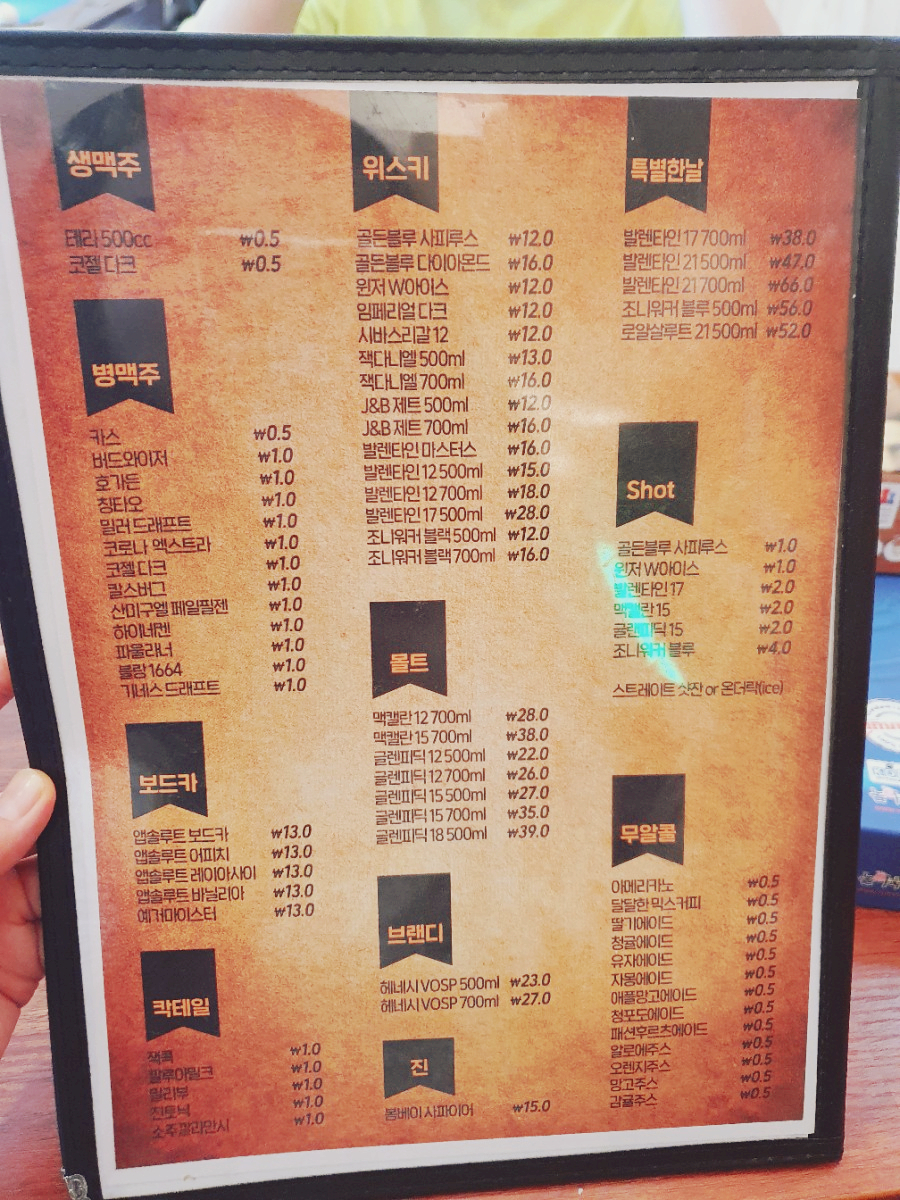 생맥주
테라 500cc ₩0.5
코젤 다크 ₩0.5
병맥주
카스 ₩0.5
버드와이저 ₩1.0
호가든 ₩1.0
칭타오 ₩1.0
밀러 드래프트 ₩1.0
코로나 엑스트라 ₩1.0
코젤 다크 ₩1.0
칼스버그 ₩1.0
산미구엘 페일필젠 ₩1.0
하이네켄 ₩1.0
파울라너 ₩1.0
블랑 1664 ₩1.0
기네스 드래프트 ₩1.0
보드카
앱솔루트 보드카 ₩13.0
앱솔루트 어피치 ₩13.0
앱솔루트 레이아사이 ₩13.0
앱솔루트 바닐리아 ₩13.0
예거마이스터 ₩13.0
칵테일
잭콕 ₩1.0
깔루아밀크 ₩1.0
밀리뷰 ₩1.0
진토닉 ₩1.0
소주깔라만시 ₩1.0
위스키
골든블루 사피루스 ₩12.0
골든블루 다이아몬드 ₩16.0
윈저 W아이스 ₩12.0
임페리얼 다크 ₩12.0
시바스리갈 12 ₩12.0
잭다니엘 500ml ₩13.0
잭다니엘 700ml ₩16.0
J&B 제트 500ml ₩12.0
J&B 제트 700ml ₩16.0
발렌타인 마스터스 ₩16.0
발렌타인 12 500ml ₩15.0
발렌타인 12 700ml ₩18.0
발렌타인 17 500ml ₩28.0
조니워커 블랙 500ml ₩12.0
조니워커 블랙 700ml ₩16.0
몰트
맥캘란 12 700ml ₩28.0
맥캘란 15 700ml ₩38.0
글렌피딕 12 500ml ₩22.0
글렌피딕 12 700ml ₩26.0
글렌피딕 15 500ml ₩27.0
글렌피딕 15 700ml ₩35.0
글렌피딕 18 500ml ₩39.0
브랜디
헤네시 VOSP 500ml ₩23.0
헤네시 VOSP 700ml ₩27.0
진
봄베이 사파이어 ₩15.0
특별한날
발렌타인 17 700ml ₩38.0
발렌타인 21 500ml ₩47.0
발렌타인 21 700ml ₩66.0
조니워커 블루 500ml ₩56.0
로얄살루트 21 500ml ₩52.0
Shot
골든블루 사피루스 ₩1.0
윈저 W아이스 ₩1.0
발렌타인 17 ₩2.0
맥캘란 15 ₩2.0
글렌피딕 15 ₩2.0
조니워커 블루 ₩4.0
스트레이트 샷잔 or 온더락(ice)
무알콜
아메리카노 ₩0.5
달달한 믹스커피 ₩0.5
딸기에이드 ₩0.5
청귤에이드 ₩0.5
유자에이드 ₩0.5
자몽에이드 ₩0.5
애플망고에이드 ₩0.5
청포도에이드 ₩0.5
패션후르츠에이드 ₩0.5
알로에주스 ₩0.5
오렌지주스 ₩0.5
망고주스 ₩0.5
감귤주스 ₩0.5